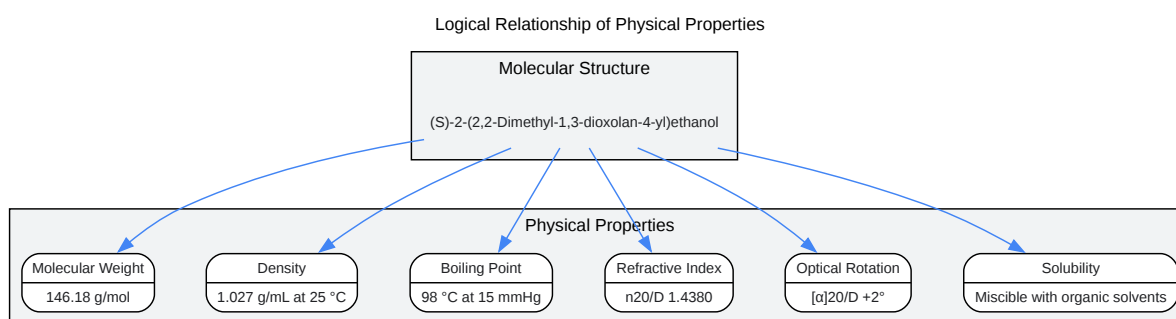 Logical Relationship of Physical Properties
Molecular Structure
(S)-2-(2,2-Dimethyl-1,3-dioxolan-4-yl)ethanol
Physical Properties
Molecular Weight
146.18 g/mol
Density
1.027 g/mL at 25 °C
Boiling Point
98 °C at 15 mmHg
Refractive Index
n20/D 1.4380
Optical Rotation
[α]20/D +2°
Solubility
Miscible with organic solvents